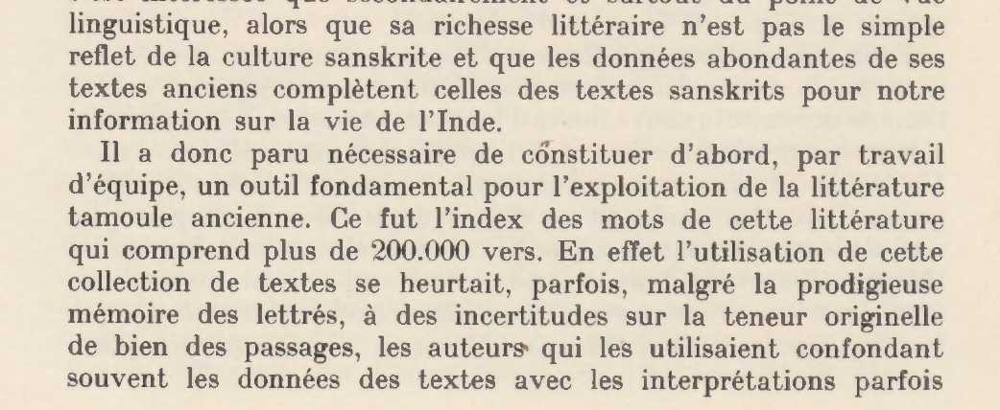 s'est intéressé que secondairement et surtout du point de vue
linguistique, alors que sa richesse littéraire n'est pas le simple
reflet de la culture sanskrite et que les données abondantes de ses
textes anciens complètent celles des textes sanskrits pour notre
information sur la vie de l'Inde.
Il a donc paru nécessaire de constituer d'abord, par travail
d'équipe, un outil fondamental pour l'exploitation de la littérature
tamoule ancienne. Ce fut l'index des mots de cette littérature
qui comprend plus de 200.000 vers. En effet l'utilisation de cette
collection de textes se heurtait, parfois, malgré la prodigieuse
mémoire des lettrés, à des incertitudes sur la teneur originelle
de bien des passages, les auteurs qui les utilisaient confondant
souvent les données des textes avec les interprétations parfois